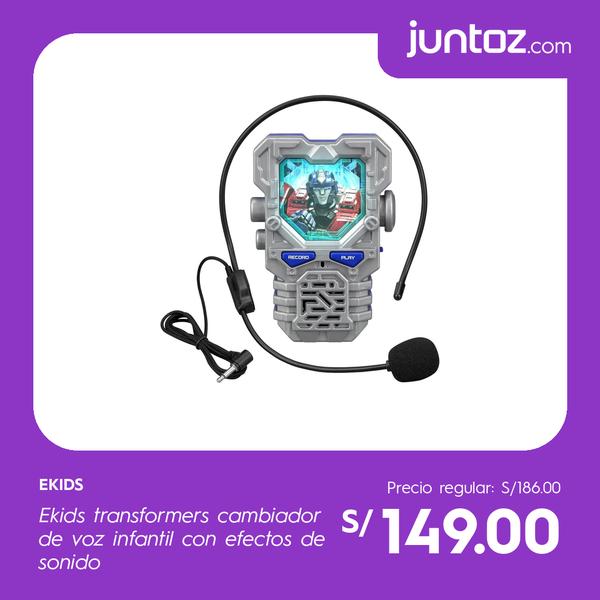 juntoz.com
RECORD
PLAY
EKIDS
Ekids transformers cambiador
de voz infantil con efectos de
sonido
Precio regular: S/186.00
S/149.00